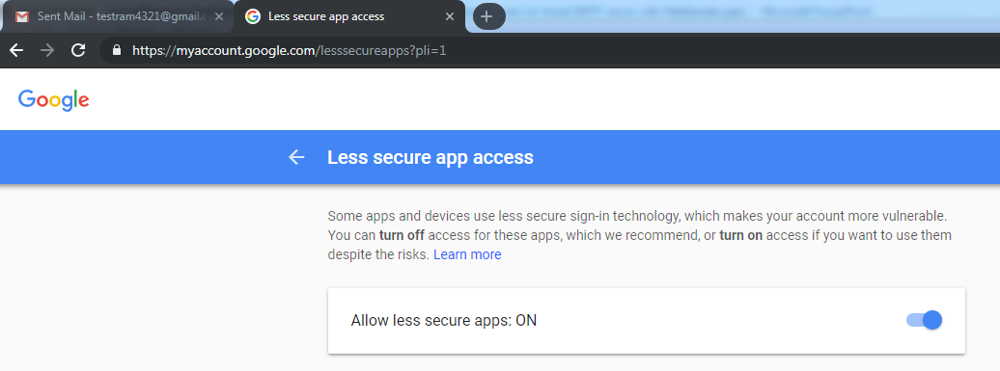 Sent Mail - testram4321@gmail.c
Less secure app access
https://myaccount.google.com/lesssecureapps?pli=1
Google
Less secure app access
Some apps and devices use less secure sign-in technology, which makes your account more vulnerable.
You can turn off access for these apps, which we recommend, or turn on access if you want to use them
despite the risks. Learn more
Allow less secure apps: ON